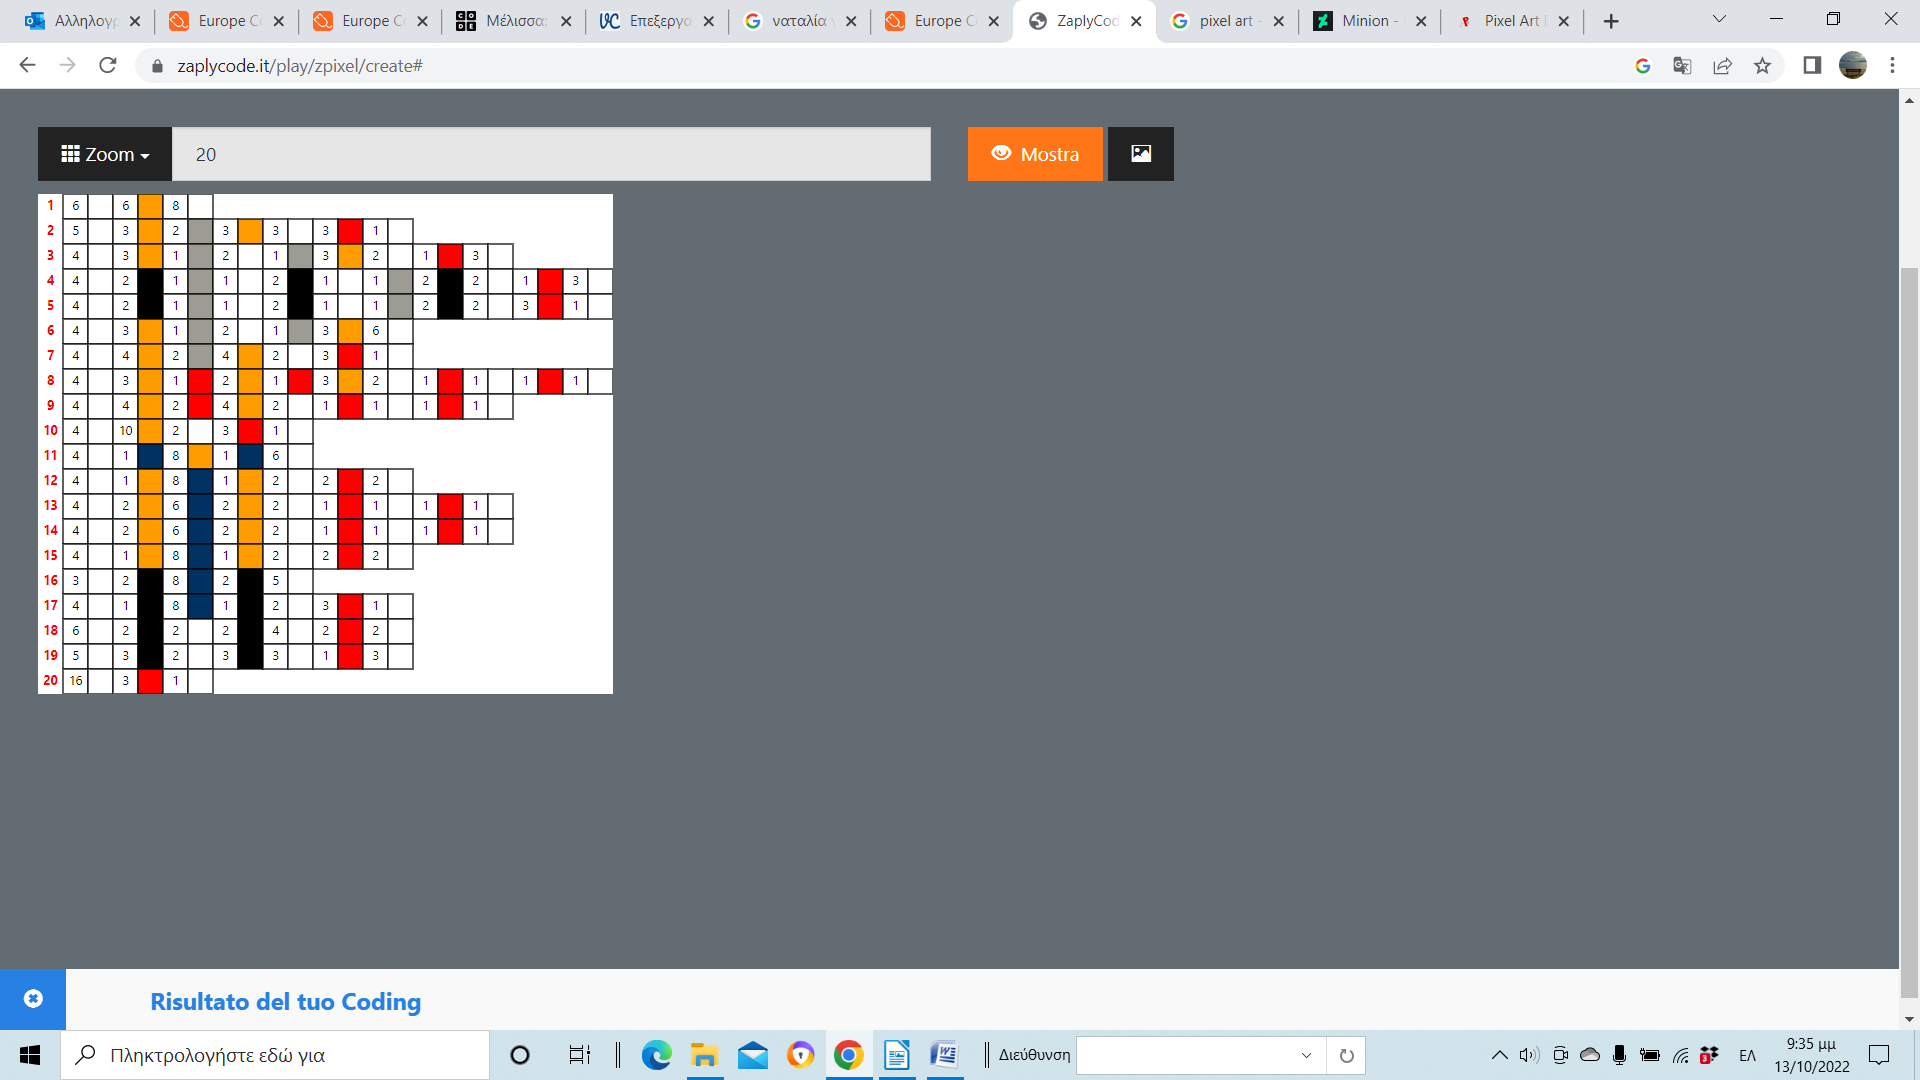 Αλληλογρ Europe Co Europe Co Μέλισσα: Επεξεργα ναταλία γ Europe C ZaplyCod pixel art - Minion - Pixel Art E
zaplycode.it/play/zpixel/create#
Zoom 20 Mostra
1 6 6 8
2 5 3 2 3 3 3 1
3 4 3 1 2 1 3 2 1 3
4 4 2 1 1 2 1 1 2 2 1 3
5 4 2 1 1 2 1 1 2 2 3 1
6 4 3 1 2 1 3 6
7 4 4 2 4 2 3 1
8 4 3 1 2 1 3 2 1 1 1 1
9 4 4 2 4 2 1 1 1 1
10 4 10 2 3 1
11 4 1 8 1 6
12 4 1 8 1 2 2 2
13 4 2 6 2 2 1 1 1 1
14 4 2 6 2 2 1 1 1 1
15 4 1 8 1 2 2 2
16 3 2 8 2 5
17 4 1 8 1 2 3 1
18 6 2 2 2 4 2 2
19 5 3 2 3 3 1 3
20 16 3 1
Risultato del tuo Coding
Πληκτρολογήστε εδώ για Διεύθυνση ΕΛ 9:35 μμ
13/10/2022